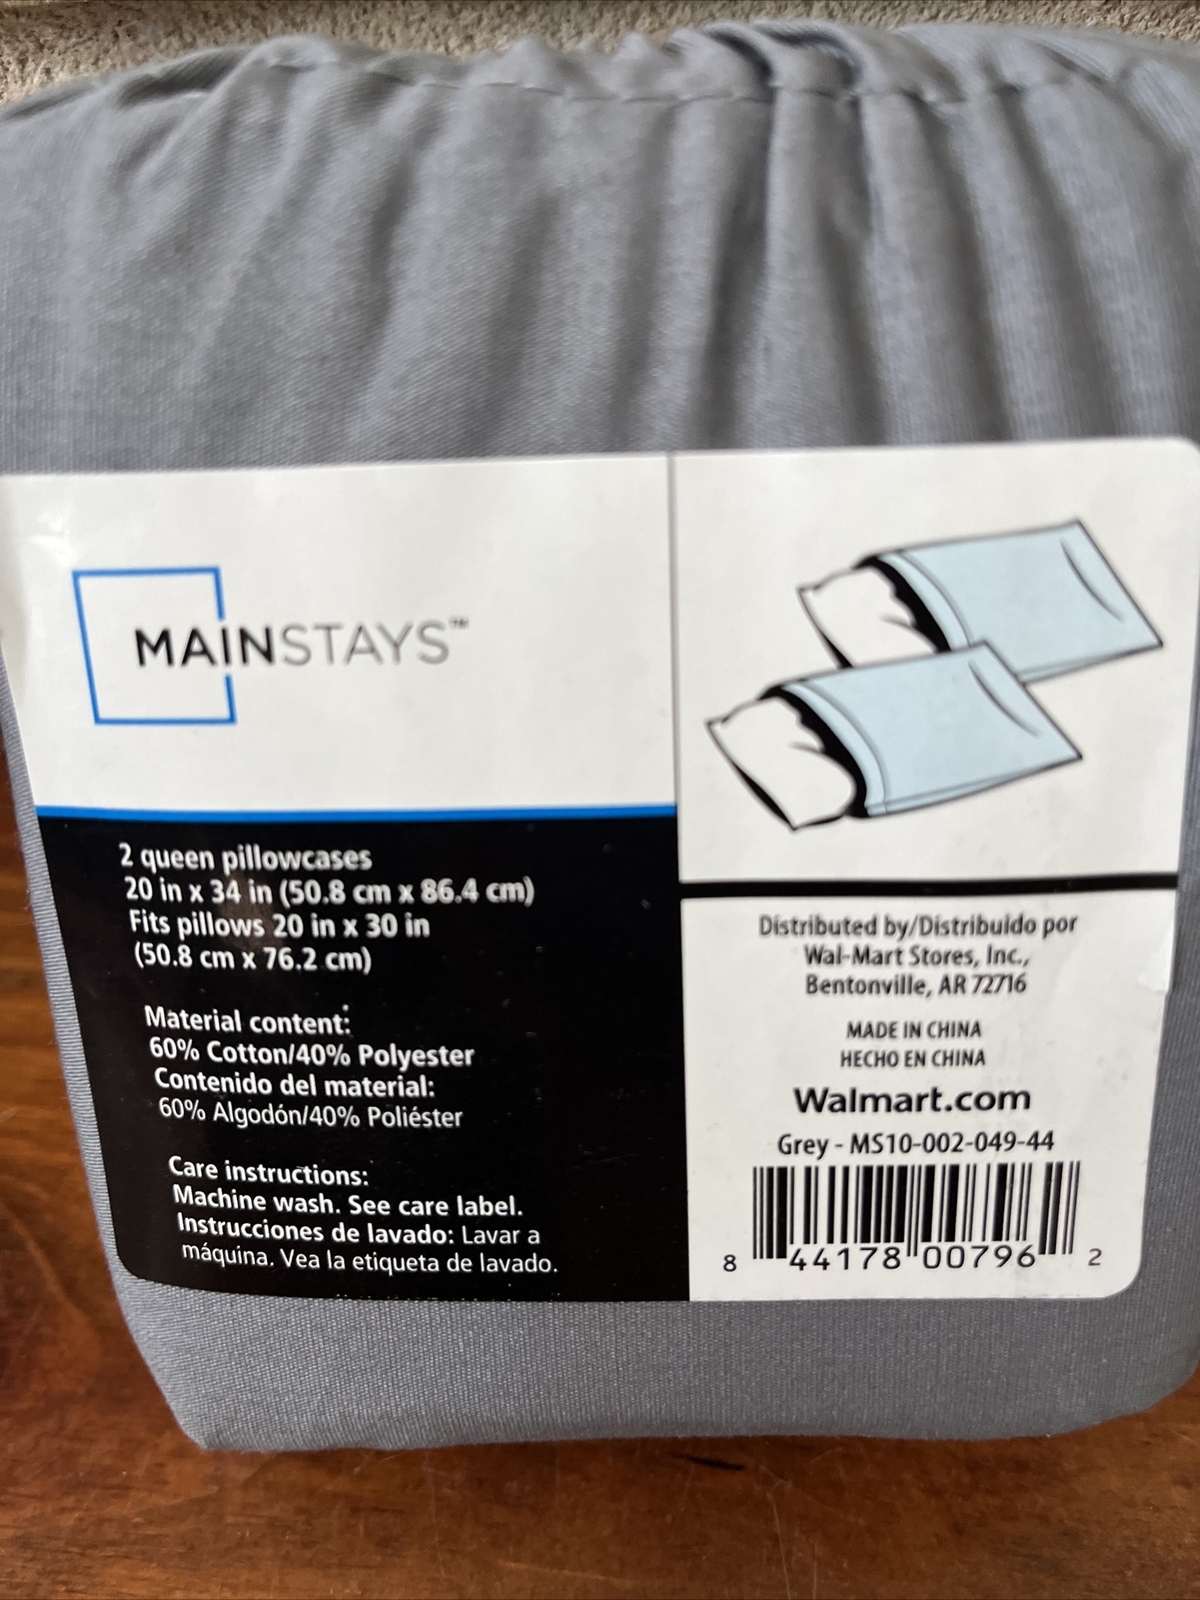 MAINSTAYS™
2 queen pillowcases
20 in x 34 in (50.8 cm x 86.4 cm)
Fits pillows 20 in x 30 in
(50.8 cm x 76.2 cm)
Material content:
60% Cotton/40% Polyester
Contenido del material:
60% Algodón/40% Poliéster
Care instructions:
Machine wash. See care label.
Instrucciones de lavado: Lavar a
máquina. Vea la etiqueta de lavado.
Distributed by/Distribuido por
Wal-Mart Stores, Inc.,
Bentonville, AR 72716
MADE IN CHINA
HECHO EN CHINA
Walmart.com
Grey - MS10-002-049-44
8 44178 00796 2